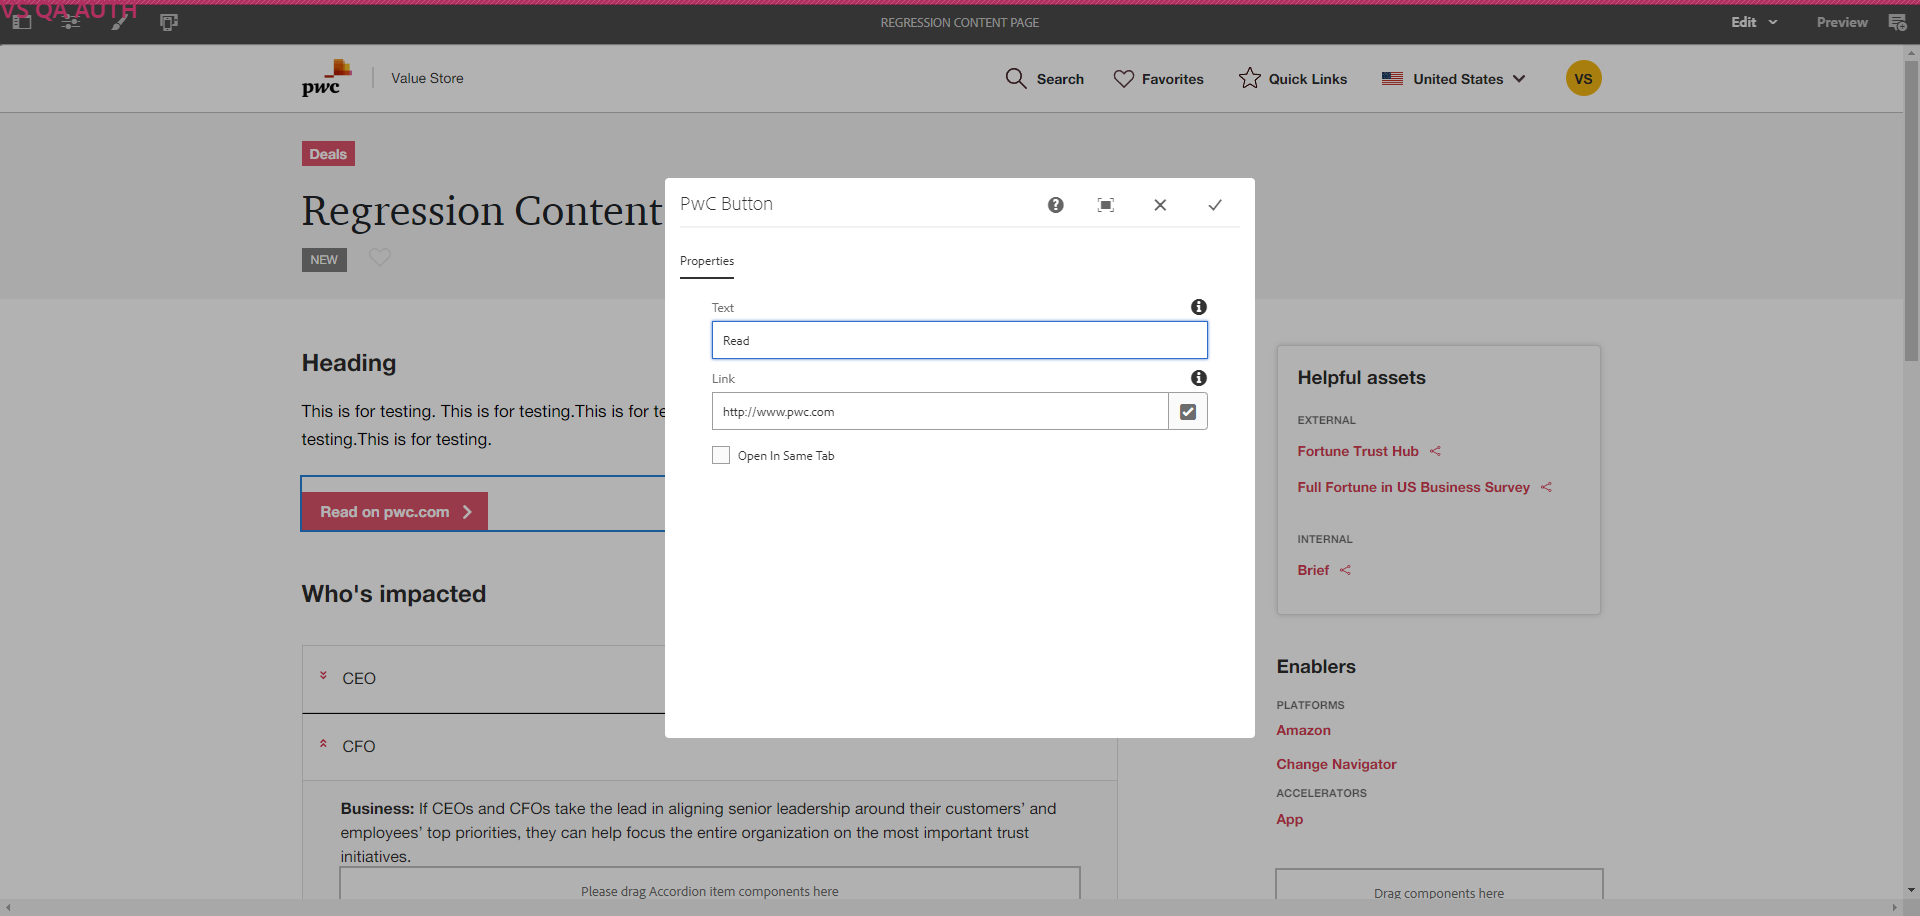 VS QA AUTH
REGRESSION CONTENT PAGE
Edit
Preview
pwc
Value Store
Search
Favorites
Quick Links
United States
VS
Deals
Regression Content
NEW
PwC Button
Properties
Text
Read
Link
http://www.pwc.com
Open In Same Tab
Heading
This is for testing. This is for testing.This is for te
testing.This is for testing.
Read on pwc.com
Who's impacted
CEO
CFO
Business: If CEOs and CFOs take the lead in aligning senior leadership around their customers’ and
employees’ top priorities, they can help focus the entire organization on the most important trust
initiatives.
Please drag Accordion item components here
Helpful assets
EXTERNAL
Fortune Trust Hub
Full Fortune in US Business Survey
INTERNAL
Brief
Enablers
PLATFORMS
Amazon
Change Navigator
ACCELERATORS
App
Drag components here